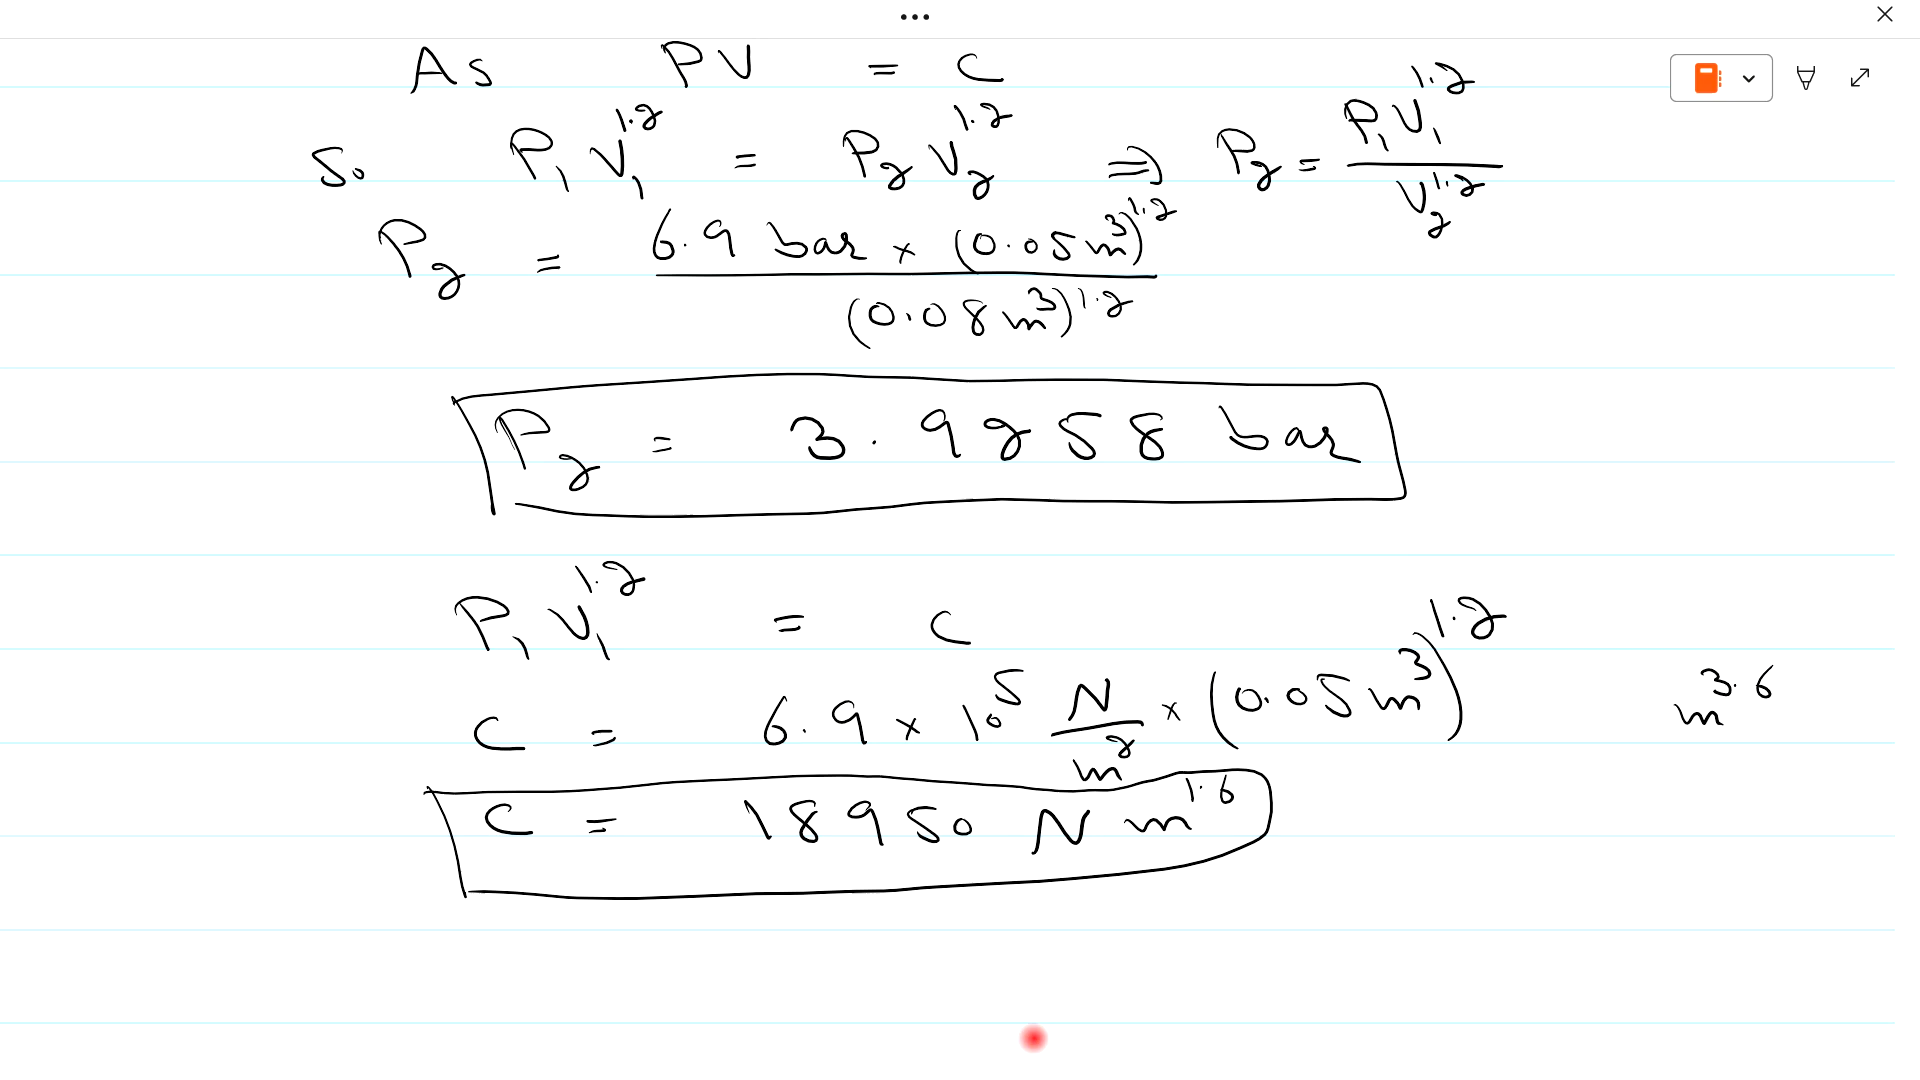 As PV = C
So P₁V₁^1.2 = P₂V₂^1.2 ⇒ P₂ = P₁V₁^1.2 / V₂^1.2
P₂ = 6.9 bar × (0.05 m³)^1.2 / (0.08 m³)^1.2
P₂ = 3.9258 bar
P₁V₁^1.2 = C
C = 6.9 × 10⁵ N/m² × (0.05 m³)^1.2 m^3.6
C = 18950 N m^1.6